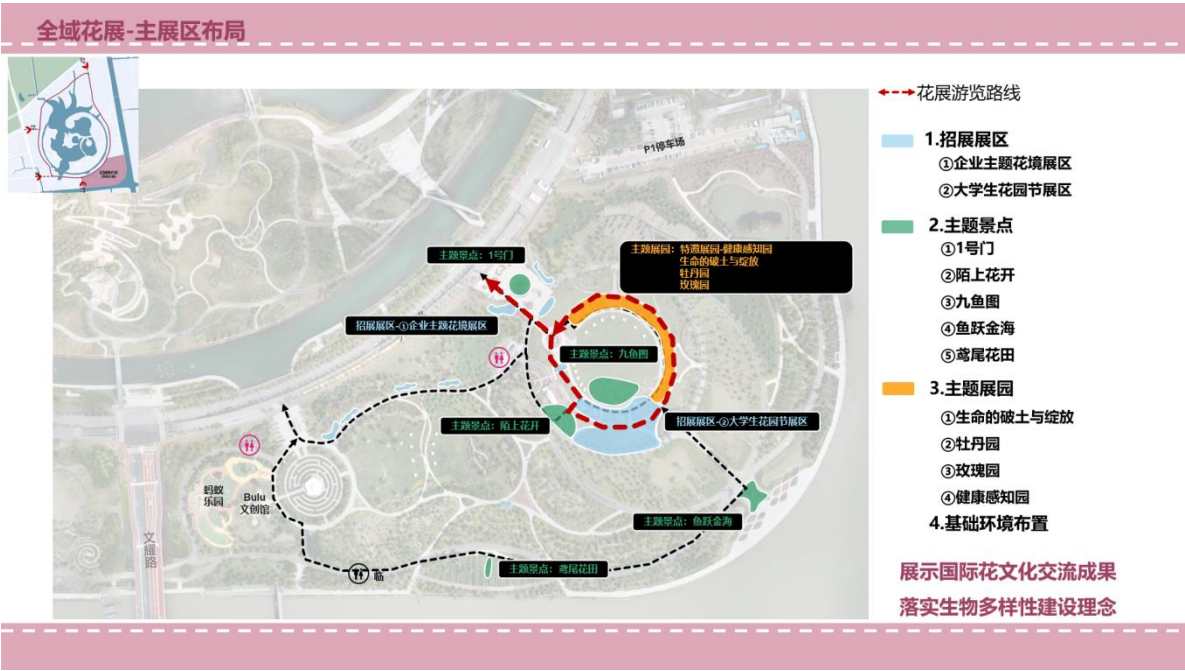 全域花展-主展区布局
花展游览路线
P1停车场
1.招展展区
①企业主题花境展区
②大学生花园节展区
2.主题景点
①1号门
②陌上花开
③九鱼图
④鱼跃金海
⑤鸢尾花田
3.主题展园
①生命的破土与绽放
②牡丹园
③玫瑰园
④健康感知园
4.基础环境布置
展示国际花文化交流成果
落实生物多样性建设理念
主题景点：1号门
主题展园：特邀展园-健康感知园
生命的破土与绽放
牡丹园
玫瑰园
招展展区-①企业主题花境展区
主题景点：九鱼图
主题景点：陌上花开
招展展区-②大学生花园节展区
蚂蚁
乐园
Bulu
文创馆
主题景点：鱼跃金海
文耀路
临
主题景点：鸢尾花田